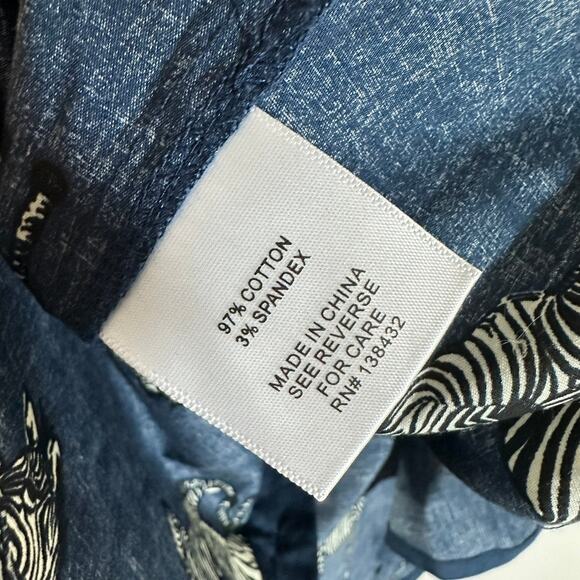 97% COTTON
3% SPANDEX
MADE IN CHINA
SEE REVERSE
FOR CARE
RN# 138432